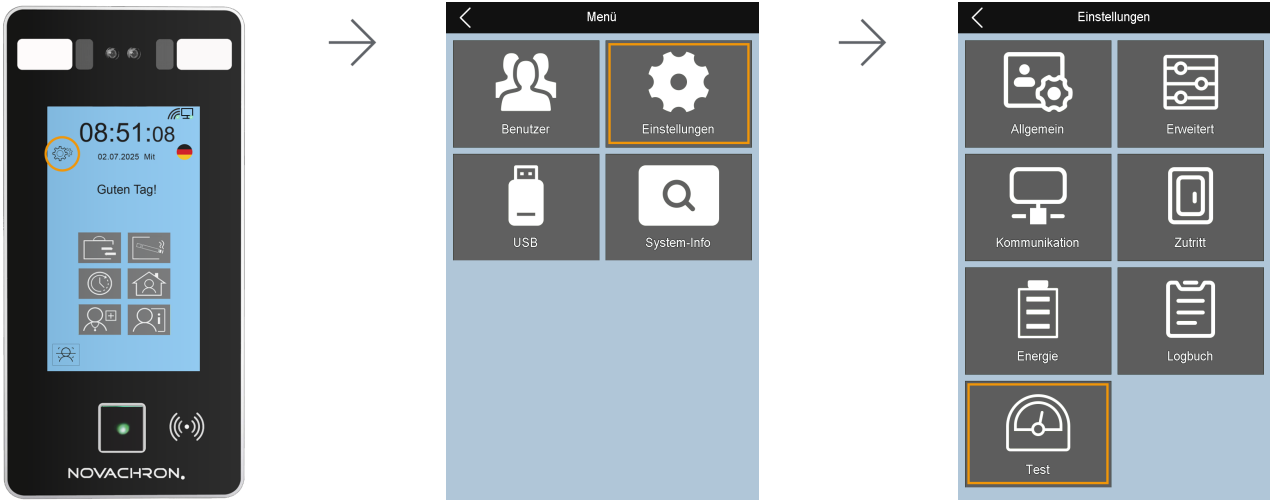 08:51:08
02.07.2025 Mit
Guten Tag!
NOVACHRON.
Menü
Benutzer
Einstellungen
USB
System-Info
Einstellungen
Allgemein
Erweitert
Kommunikation
Zutritt
Energie
Logbuch
Test